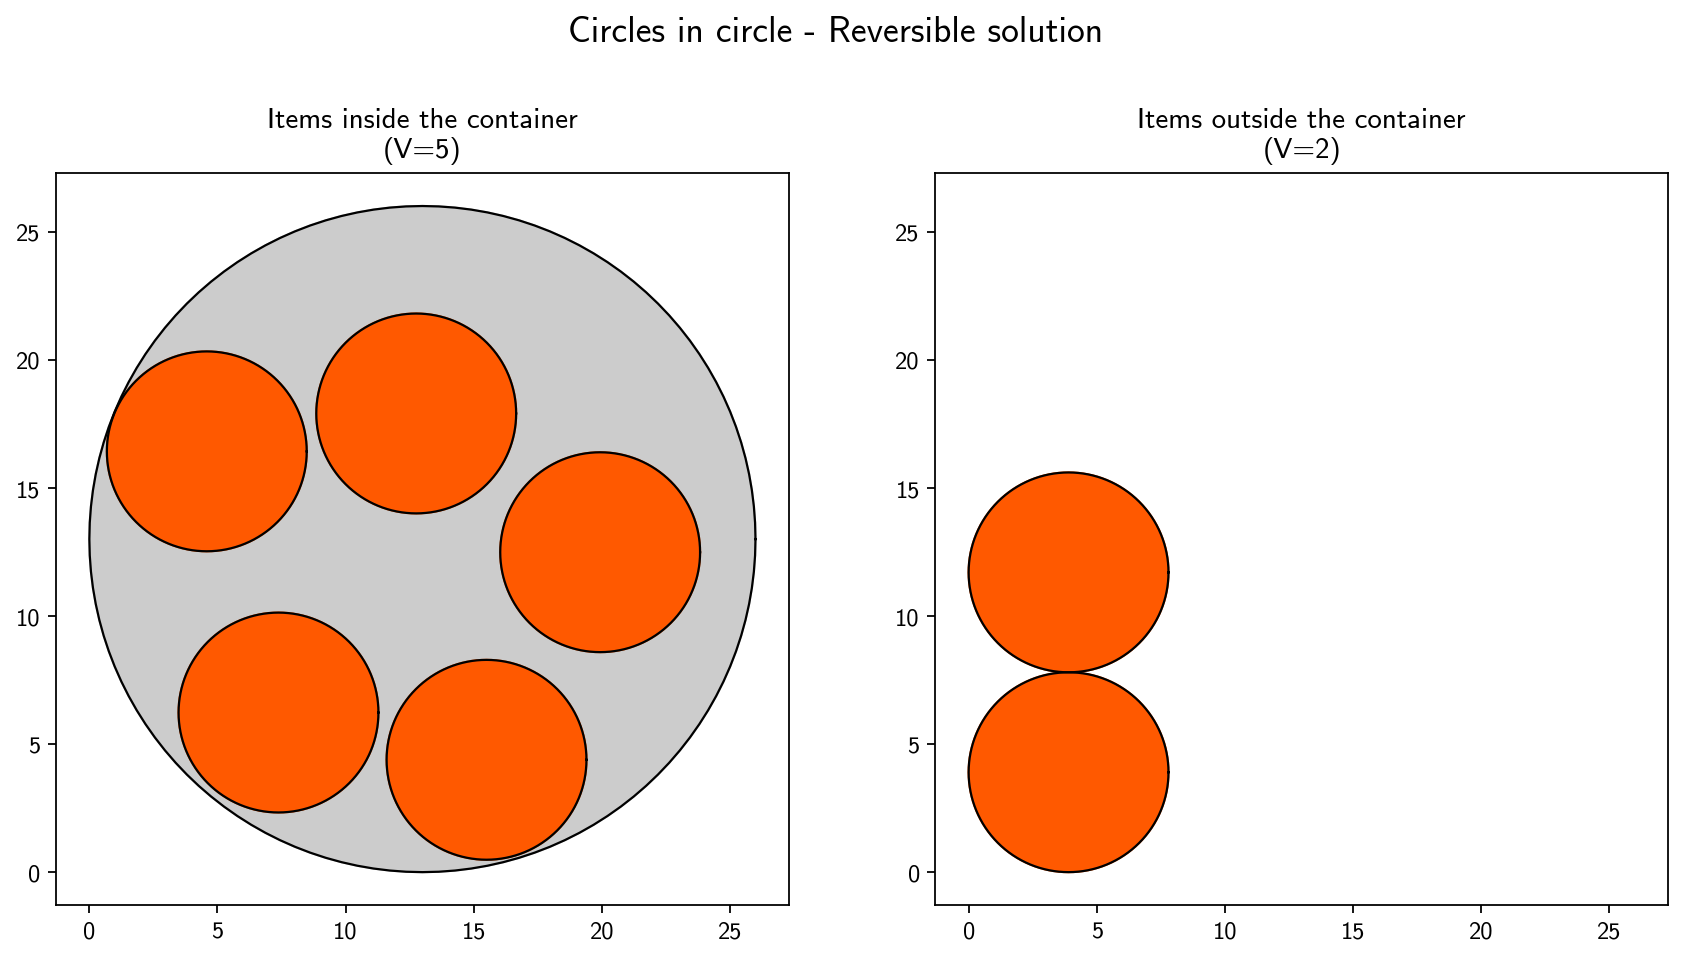 Circles in circle - Reversible solution
Items inside the container
(V=5)
25
20
15
10
5
0
0 5 10 15 20 25
Items outside the container
(V=2)
25
20
15
10
5
0
0 5 10 15 20 25